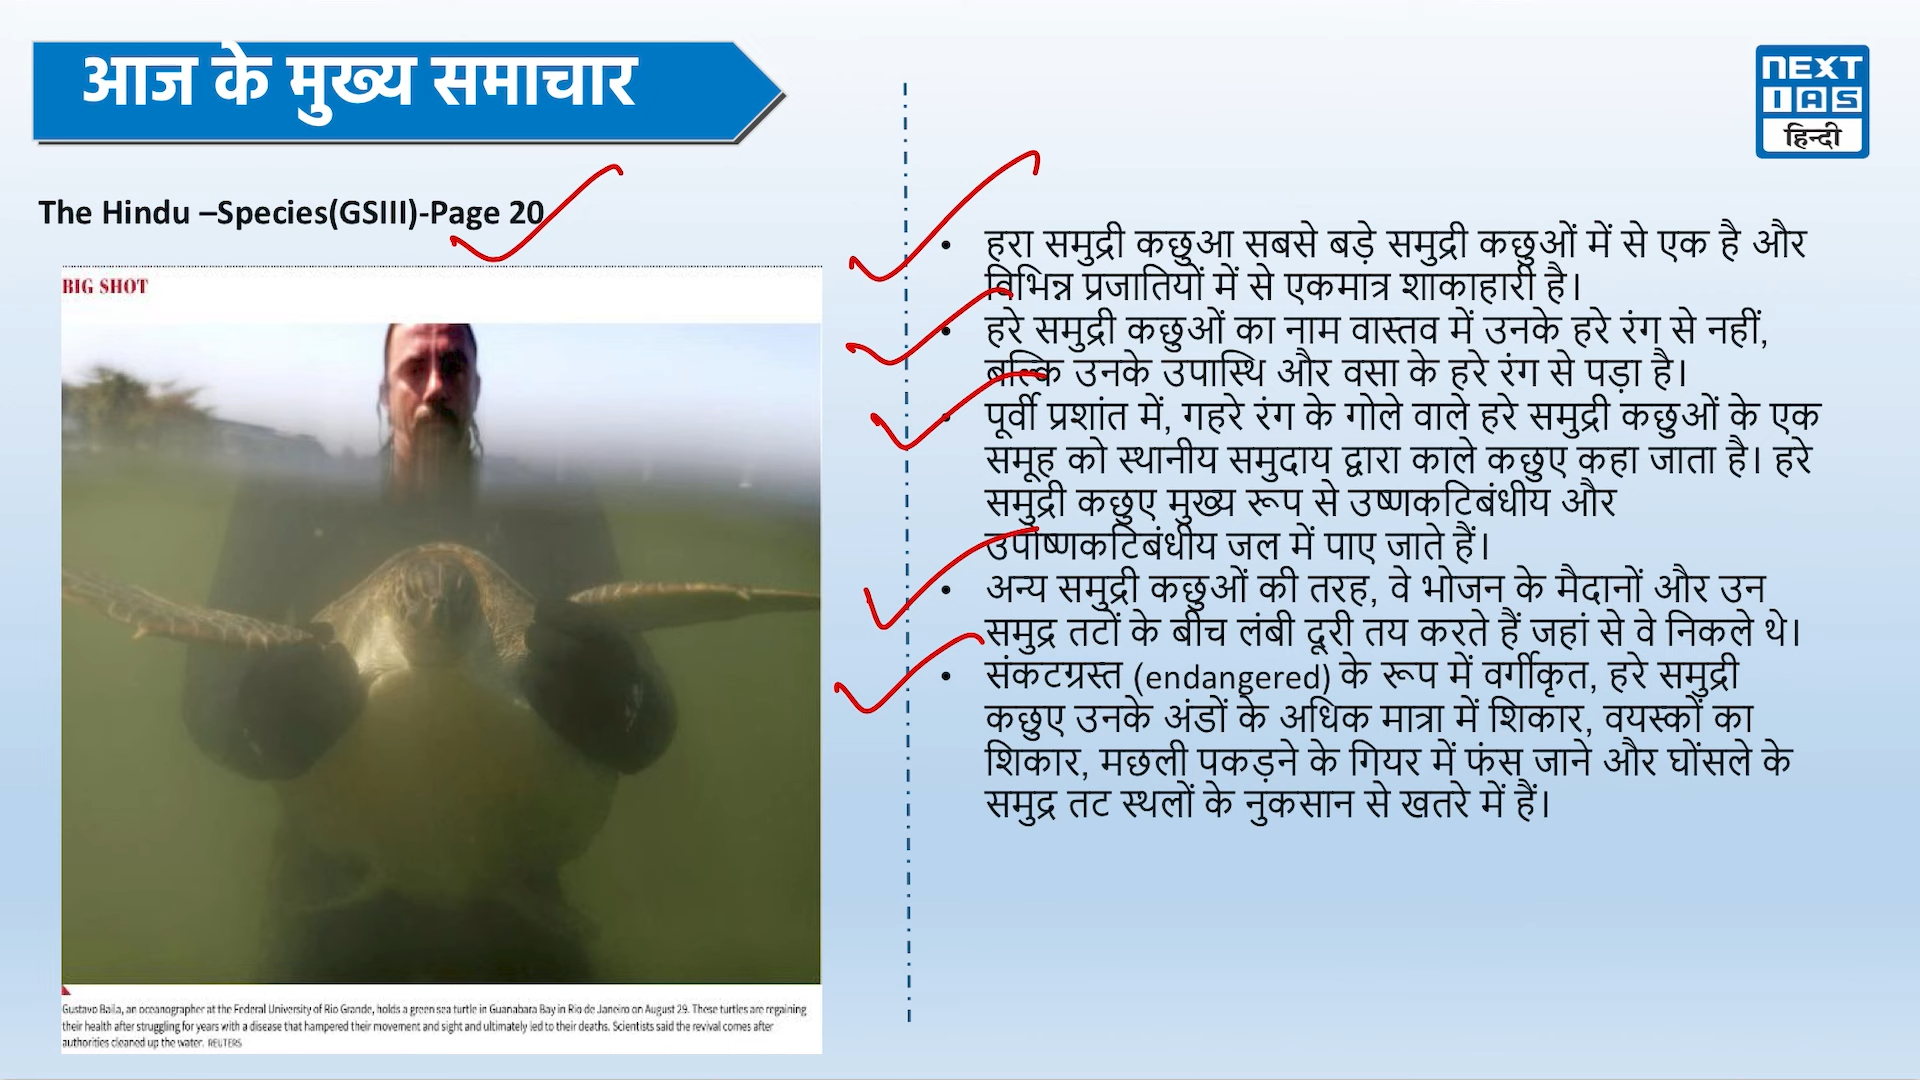 आज के मुख्य समाचार
NEXT
IAS
हिन्दी
The Hindu –Species(GSIII)-Page 20
BIG SHOT
Gustavo Baila, an oceanographer at the Federal University of Rio Grande, holds a green sea turtle in Guanabara Bay in Rio de Janeiro on August 29. These turtles are regaining
their health after struggling for years with a disease that hampered their movement and sight and ultimately led to their deaths. Scientists said the revival comes after
authorities cleaned up the water. REUTERS
• हरा समुद्री कछुआ सबसे बड़े समुद्री कछुओं में से एक है और
विभिन्न प्रजातियों में से एकमात्र शाकाहारी है।
• हरे समुद्री कछुओं का नाम वास्तव में उनके हरे रंग से नहीं,
बल्कि उनके उपास्थि और वसा के हरे रंग से पड़ा है।
• पूर्वी प्रशांत में, गहरे रंग के गोले वाले हरे समुद्री कछुओं के एक
समूह को स्थानीय समुदाय द्वारा काले कछुए कहा जाता है। हरे
समुद्री कछुए मुख्य रूप से उष्णकटिबंधीय और
उपोष्णकटिबंधीय जल में पाए जाते हैं।
• अन्य समुद्री कछुओं की तरह, वे भोजन के मैदानों और उन
समुद्र तटों के बीच लंबी दूरी तय करते हैं जहां से वे निकले थे।
• संकटग्रस्त (endangered) के रूप में वर्गीकृत, हरे समुद्री
कछुए उनके अंडों के अधिक मात्रा में शिकार, वयस्कों का
शिकार, मछली पकड़ने के गियर में फंस जाने और घोंसले के
समुद्र तट स्थलों के नुकसान से खतरे में हैं।